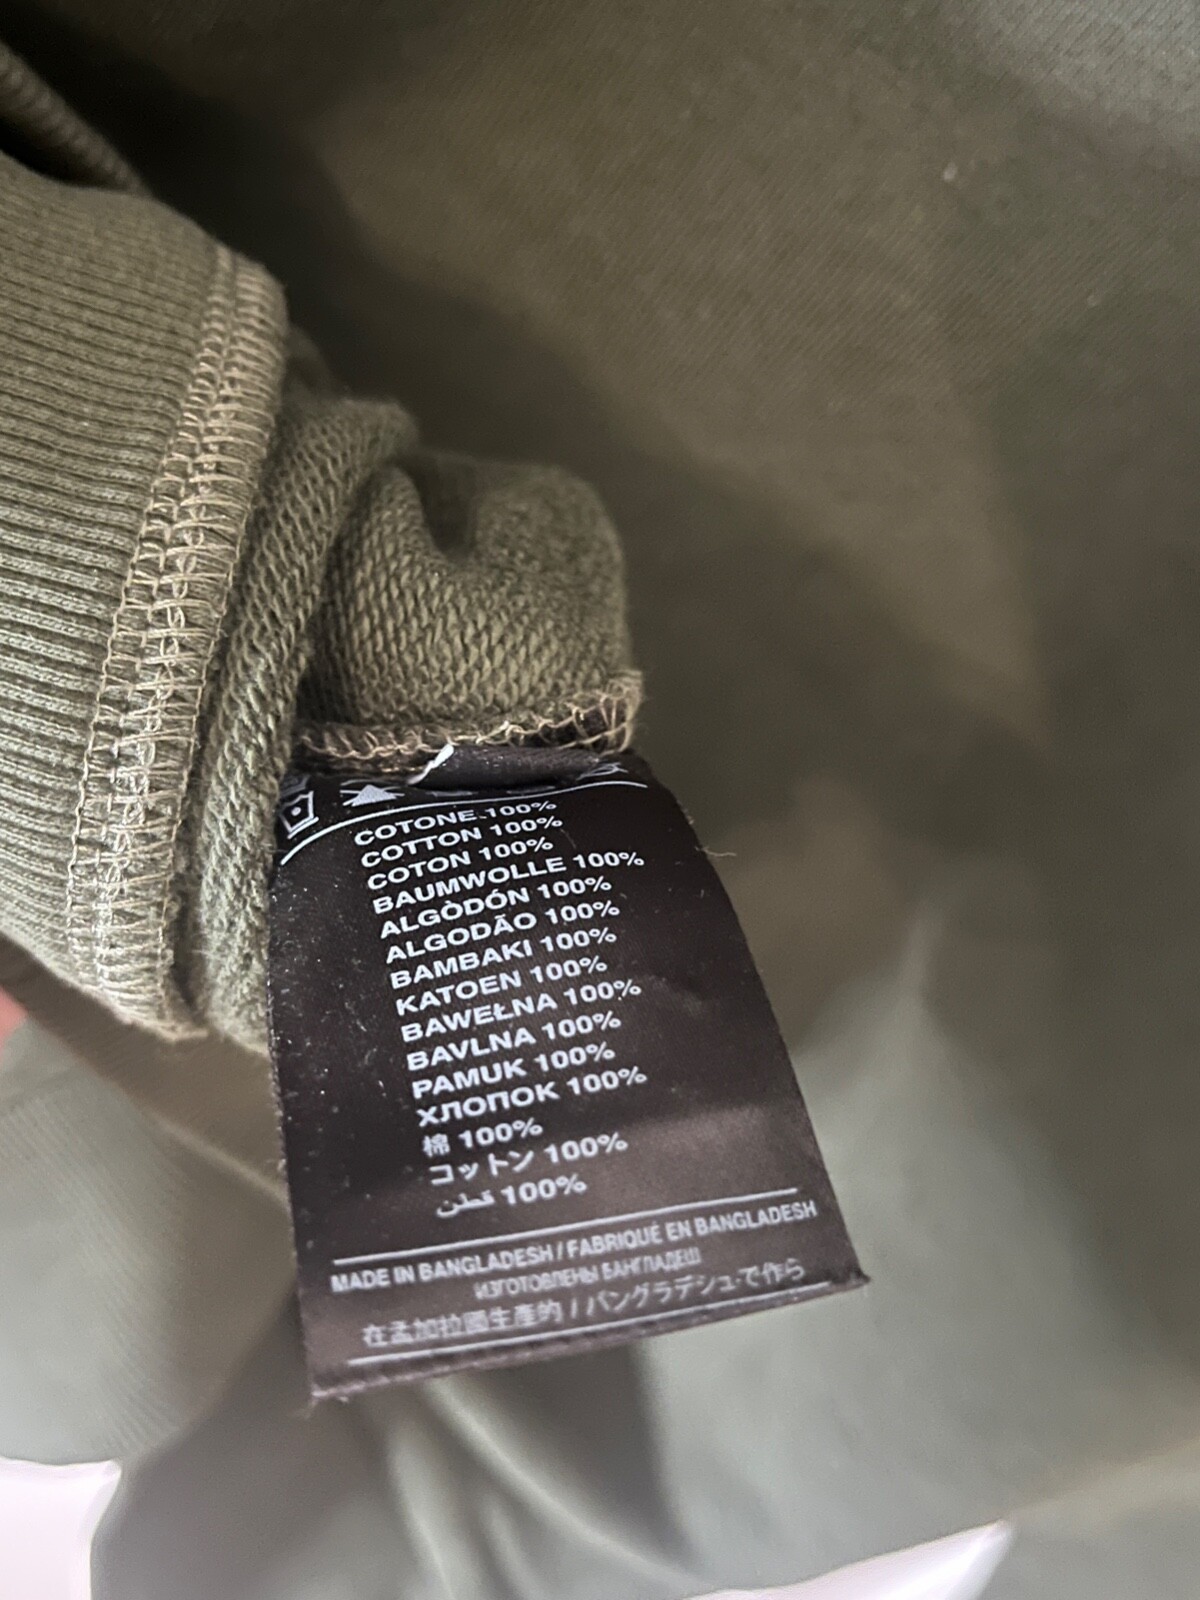 COTONE 100%
COTTON 100%
COTON 100%
BAUMWOLLE 100%
ALGÒDÓN 100%
ALGODÃO 100%
BAMBAKI 100%
KATOEN 100%
BAWEŁNA 100%
BAVLNA 100%
PAMUK 100%
ХЛОПОК 100%
棉 100%
コットン 100%
قطن 100%
MADE IN BANGLADESH / FABRIQUÉ EN BANGLADESH
ИЗГОТОВЛЕНЫ БАНГЛАДЕШ
在孟加拉國生産的 / バングラデシュで作ら